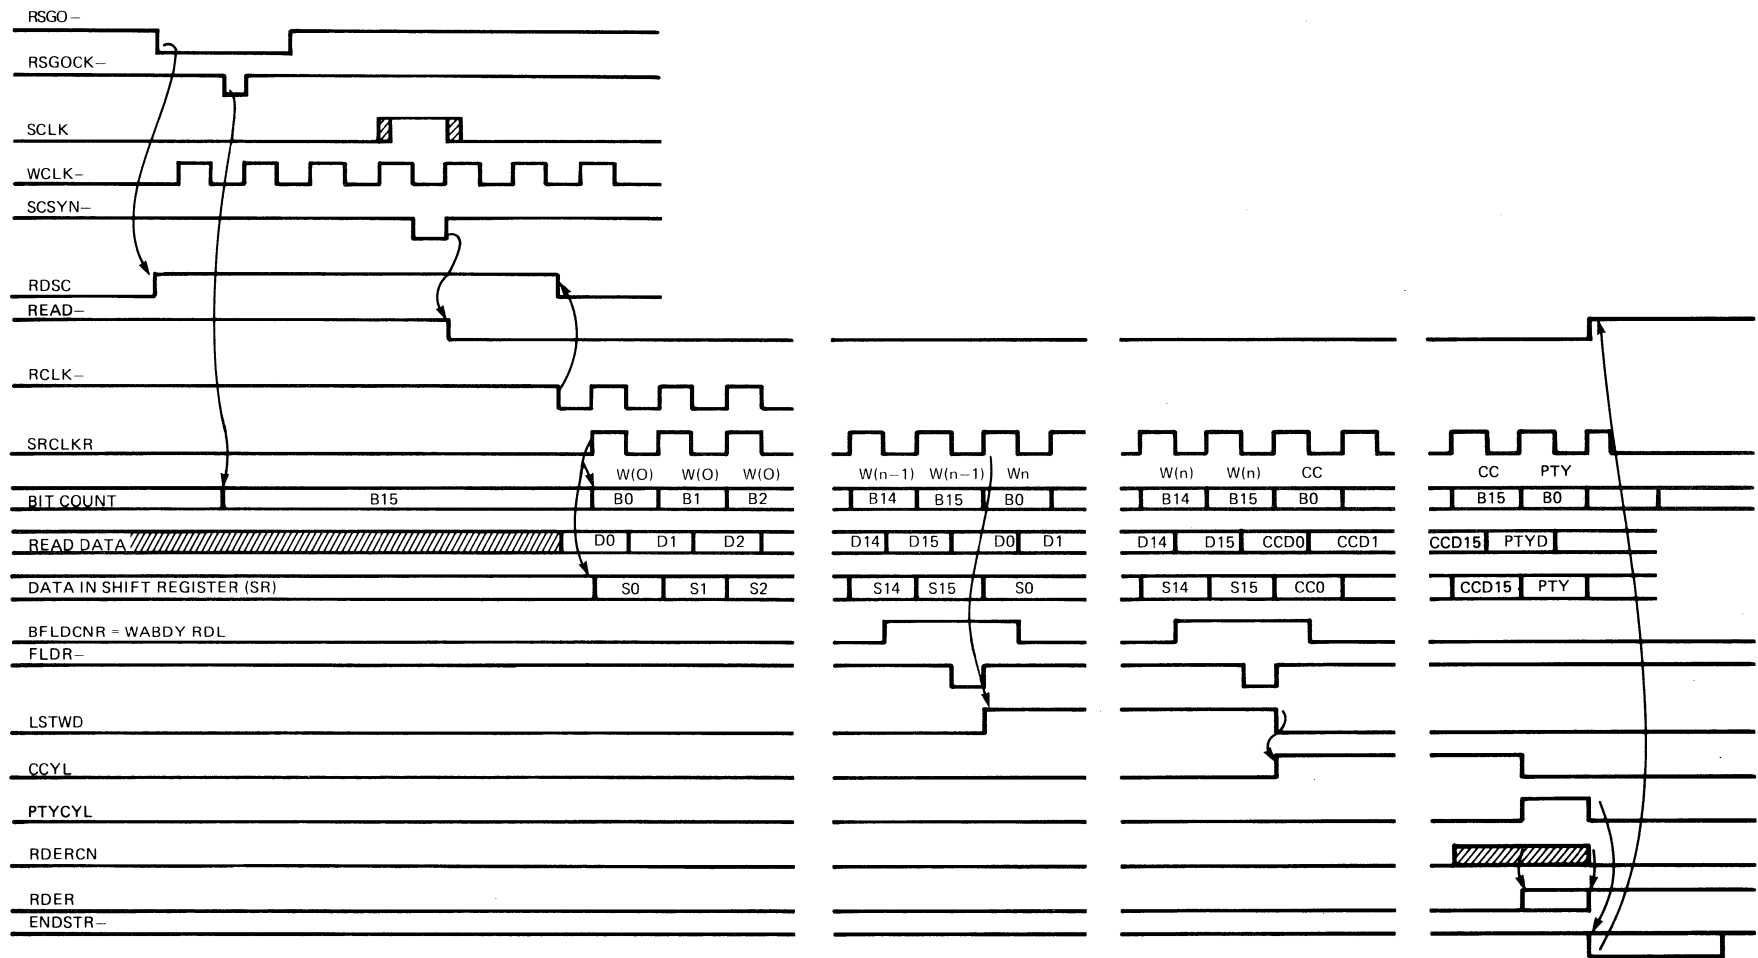 RSGO–
RSGOCK–
SCLK
WCLK–
SCSYN–
RDSC
READ–
RCLK–
SRCLKR
W(O) W(O) W(O) W(n–1) W(n–1) Wn W(n) W(n) CC CC PTY
BIT COUNT B15 B0 B1 B2 B14 B15 B0 B14 B15 B0 B15 B0
READ DATA D0 D1 D2 D14 D15 D0 D1 D14 D15 CCD0 CCD1 CCD15 PTYD
DATA IN SHIFT REGISTER (SR) S0 S1 S2 S14 S15 S0 S14 S15 CC0 CCD15 PTY
BFLDCNR = WABDY RDL
FLDR–
LSTWD
CCYL
PTYCYL
RDERCN
RDER
ENDSTR–